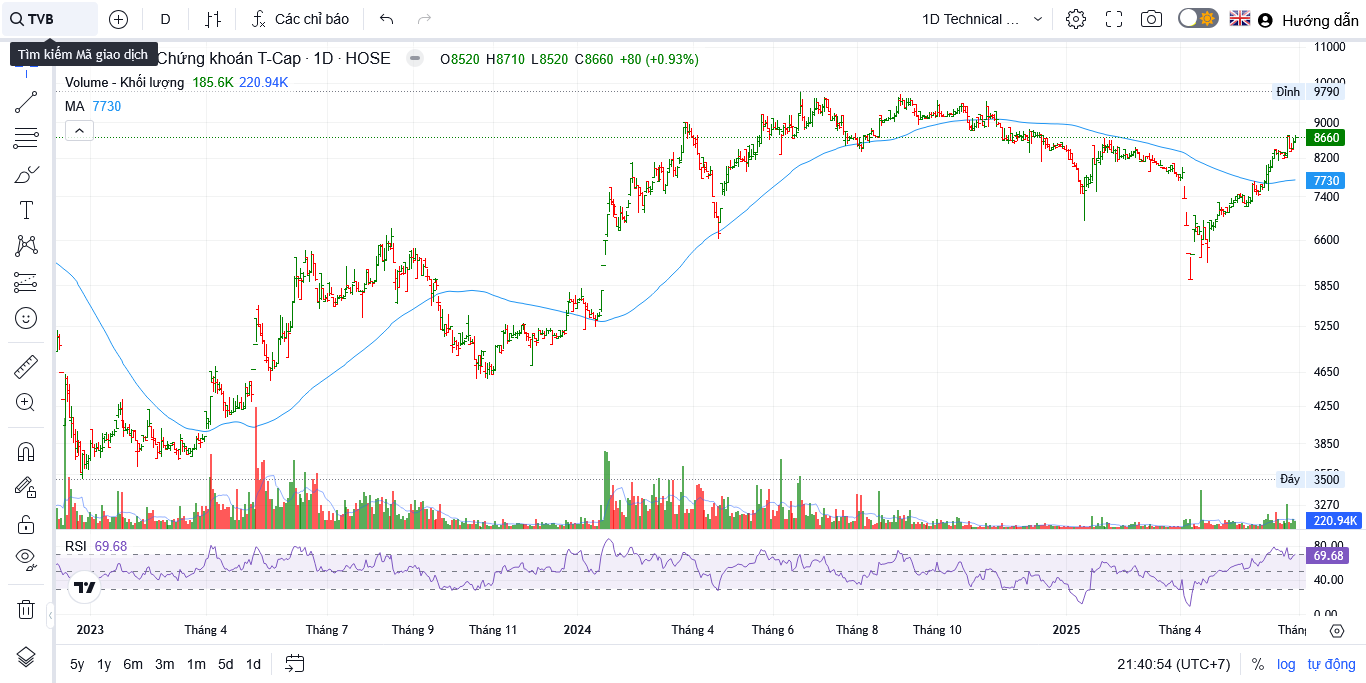 TVB
D
Các chỉ báo
1D Technical ...
Hướng dẫn
Tìm kiếm Mã giao dịch
Chứng khoán T-Cap · 1D · HOSE
O8520 H8710 L8520 C8660 +80 (+0.93%)
Volume - Khối lượng 185.6K 220.94K
MA 7730
11000
10000
Đỉnh 9790
9000
8660
8200
7730
7400
6600
5850
5250
4650
4250
3850
Đáy 3500
3270
220.94K
RSI 69.68
80.00
69.68
40.00
0.00
2023 Tháng 4 Tháng 7 Tháng 9 Tháng 11 2024 Tháng 4 Tháng 6 Tháng 8 Tháng 10 2025 Tháng 4 Tháng
5y 1y 6m 3m 1m 5d 1d
21:40:54 (UTC+7) % log tự động